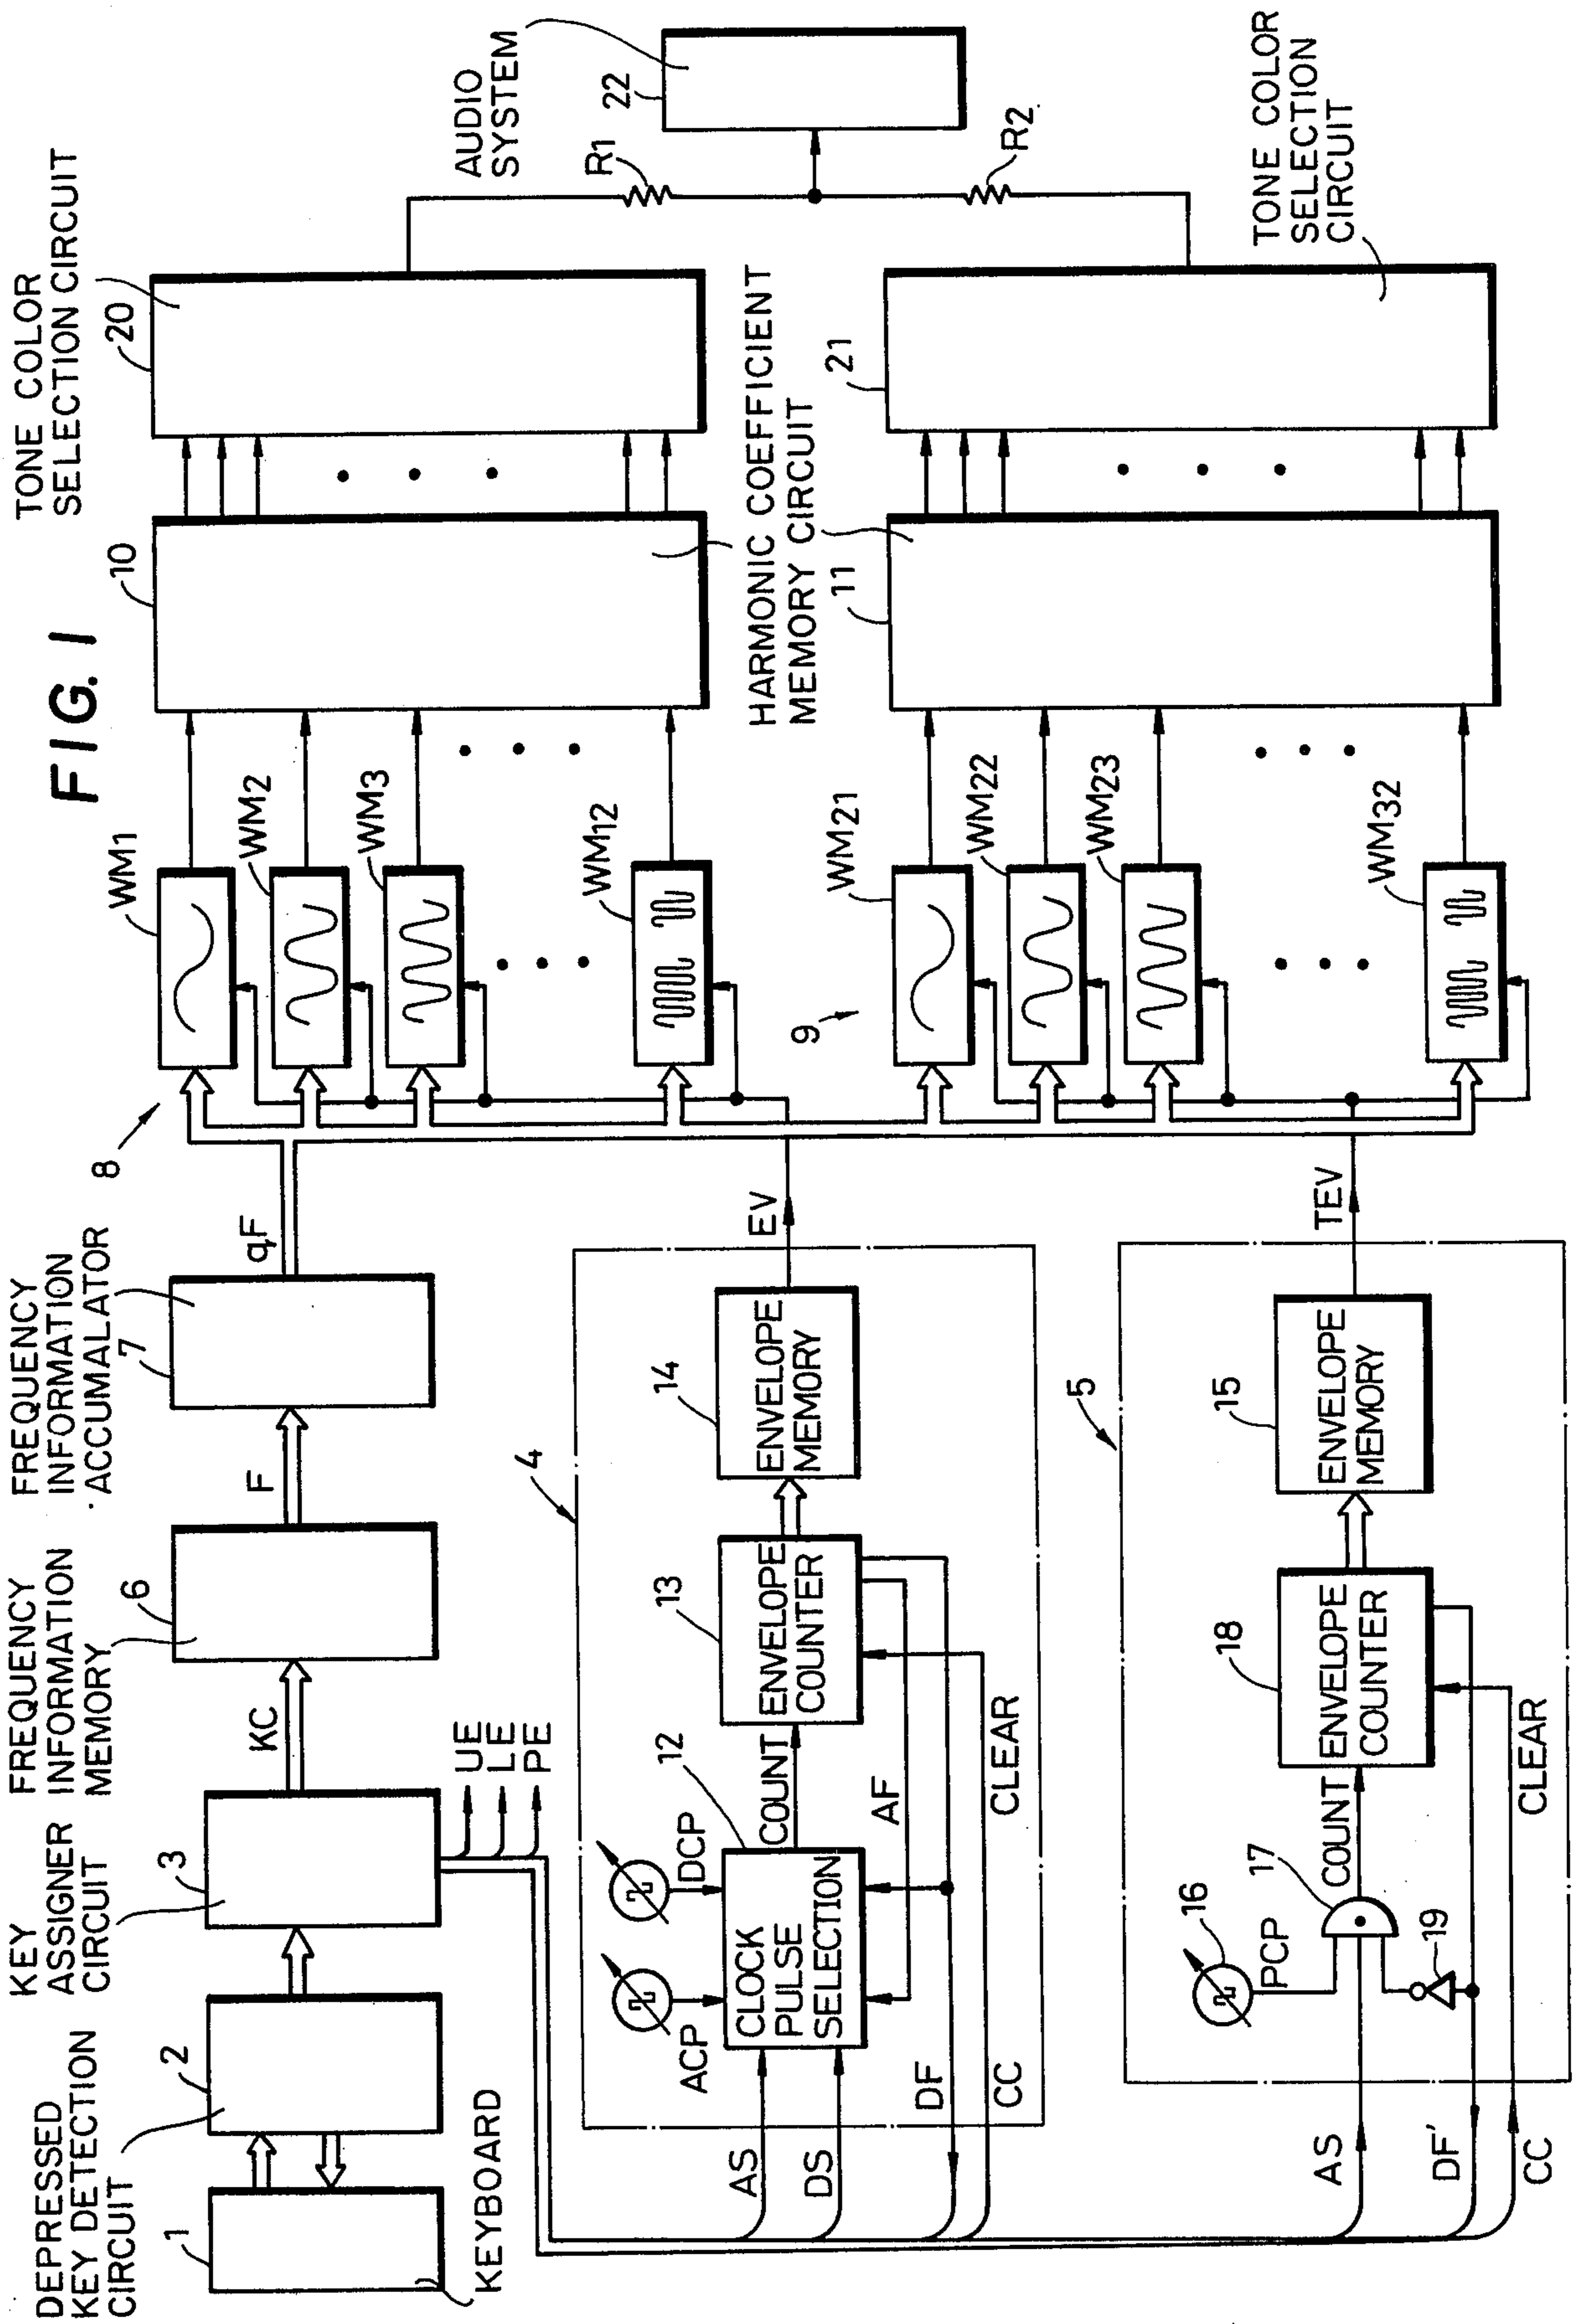 FIG. 1
DEPRESSED
KEY DETECTION
CIRCUIT
1
KEYBOARD
2
KEY
ASSIGNER
CIRCUIT
3
KC
UE
LE
PE
FREQUENCY
INFORMATION
MEMORY
6
F
FREQUENCY
INFORMATION
ACCUMALATOR
7
qF
8
WM1
WM2
WM3
WM12
10
HARMONIC COEFFICIENT
MEMORY CIRCUIT
TONE COLOR
SELECTION CIRCUIT
20
AUDIO
SYSTEM
22
R1
R2
4
AS
DS
DF
CC
ACP
DCP
CLOCK
PULSE
SELECTION
12
COUNT
AF
CLEAR
13
ENVELOPE
COUNTER
14
ENVELOPE
MEMORY
EV
9
WM21
WM22
WM23
WM32
11
21
TONE COLOR
SELECTION
CIRCUIT
5
AS
DF'
CC
16
PCP
17
19
COUNT
CLEAR
18
ENVELOPE
COUNTER
15
ENVELOPE
MEMORY
TEV